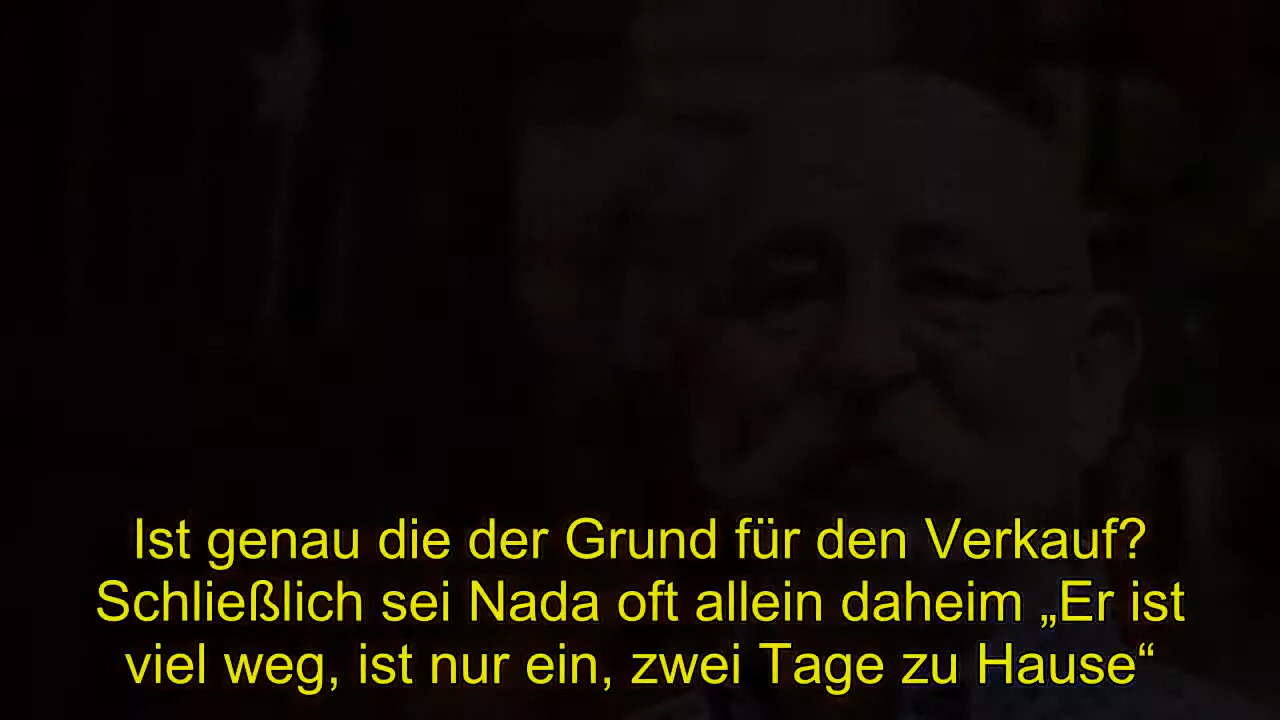 Ist genau die der Grund für den Verkauf?
Schließlich sei Nada oft allein daheim „Er ist
viel weg, ist nur ein, zwei Tage zu Hause“